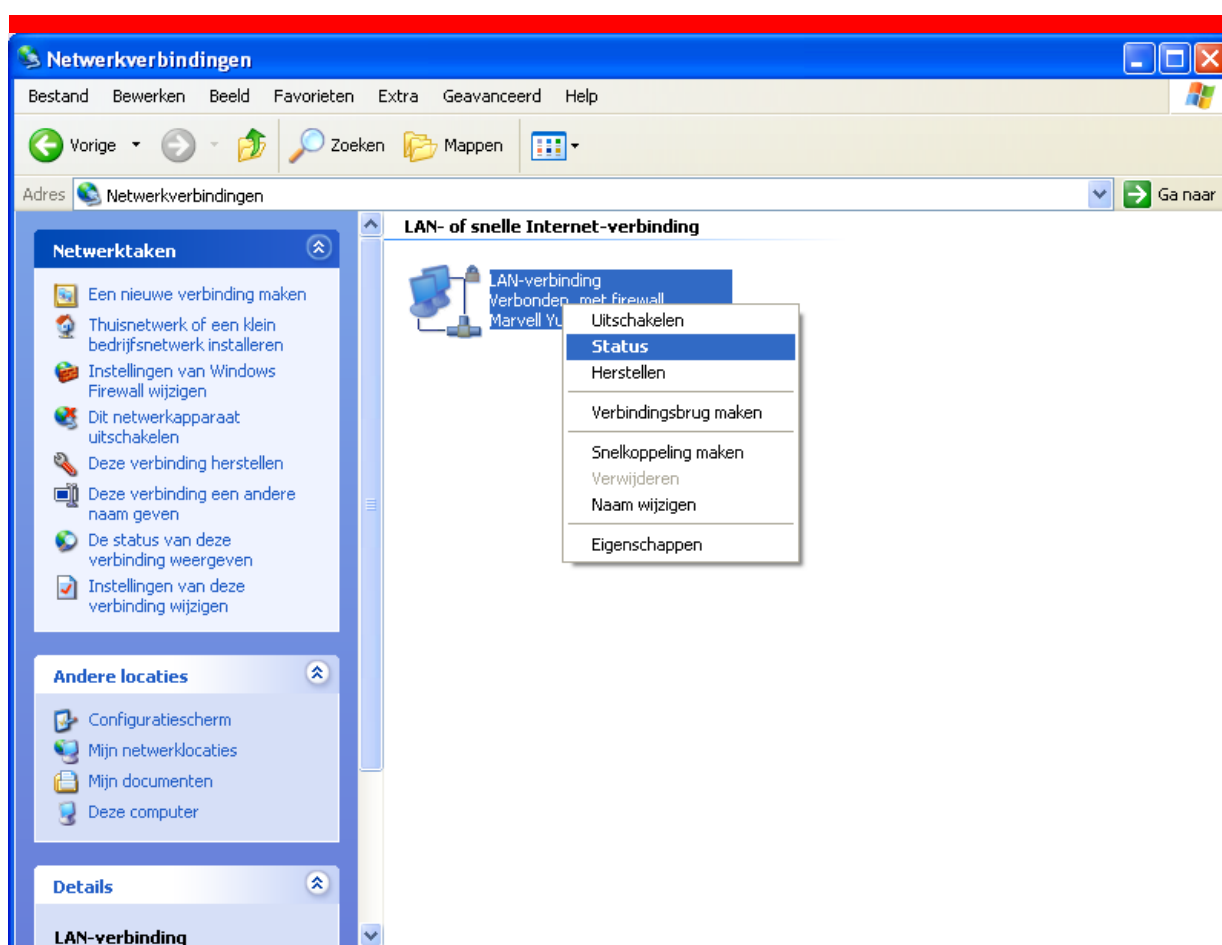 Netwerkverbindingen
Bestand Bewerken Beeld Favorieten Extra Geavanceerd Help
Vorige Zoeken Mappen
Adres Netwerkverbindingen Ga naar
Netwerktaken
Een nieuwe verbinding maken
Thuisnetwerk of een klein
bedrijfsnetwerk installeren
Instellingen van Windows
Firewall wijzigen
Dit netwerkapparaat
uitschakelen
Deze verbinding herstellen
Deze verbinding een andere
naam geven
De status van deze
verbinding weergeven
Instellingen van deze
verbinding wijzigen
Andere locaties
Configuratiescherm
Mijn netwerklocaties
Mijn documenten
Deze computer
Details
LAN-verbinding
LAN- of snelle Internet-verbinding
LAN-verbinding
Verbonden, met firewall
Marvell Yu
Uitschakelen
Status
Herstellen
Verbindingsbrug maken
Snelkoppeling maken
Verwijderen
Naam wijzigen
Eigenschappen